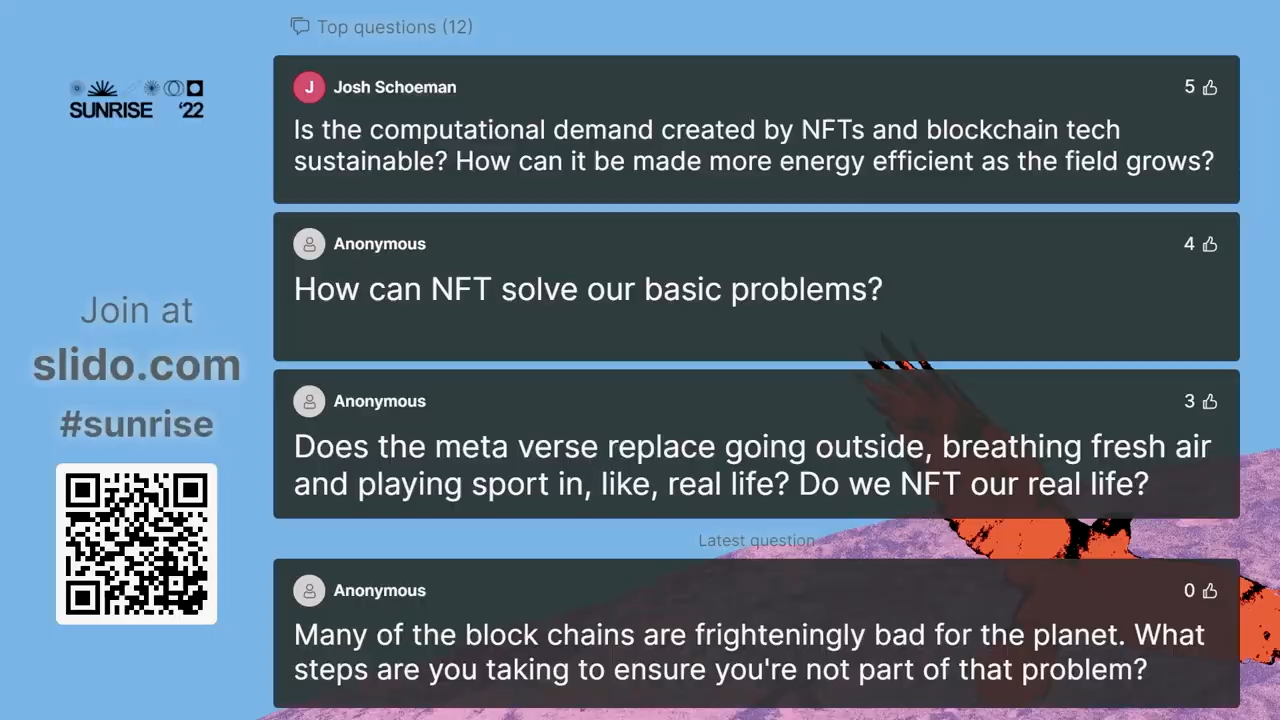 Top questions (12)
SUNRISE '22
J Josh Schoeman 5
Is the computational demand created by NFTs and blockchain tech
sustainable? How can it be made more energy efficient as the field grows?
Anonymous 4
How can NFT solve our basic problems?
Join at
slido.com
#sunrise
Anonymous 3
Does the meta verse replace going outside, breathing fresh air
and playing sport in, like, real life? Do we NFT our real life?
Latest question
Anonymous 0
Many of the block chains are frighteningly bad for the planet. What
steps are you taking to ensure you're not part of that problem?